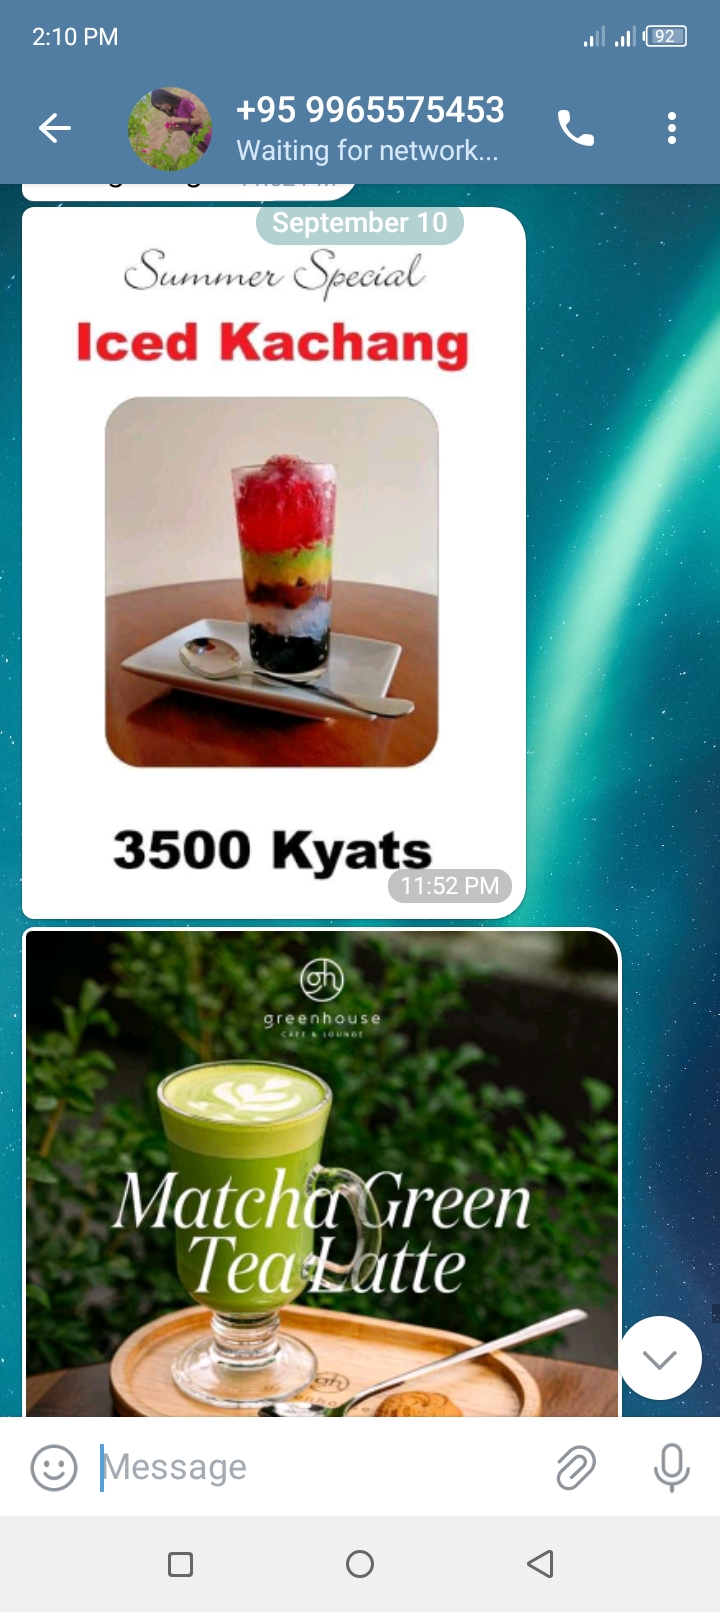 2:10 PM
92
+95 9965575453
Waiting for network...
September 10
Summer Special
Iced Kachang
3500 Kyats
11:52 PM
gh
greenhouse
CAFE & LOUNGE
Matcha Green
Tea Latte
gh
Message